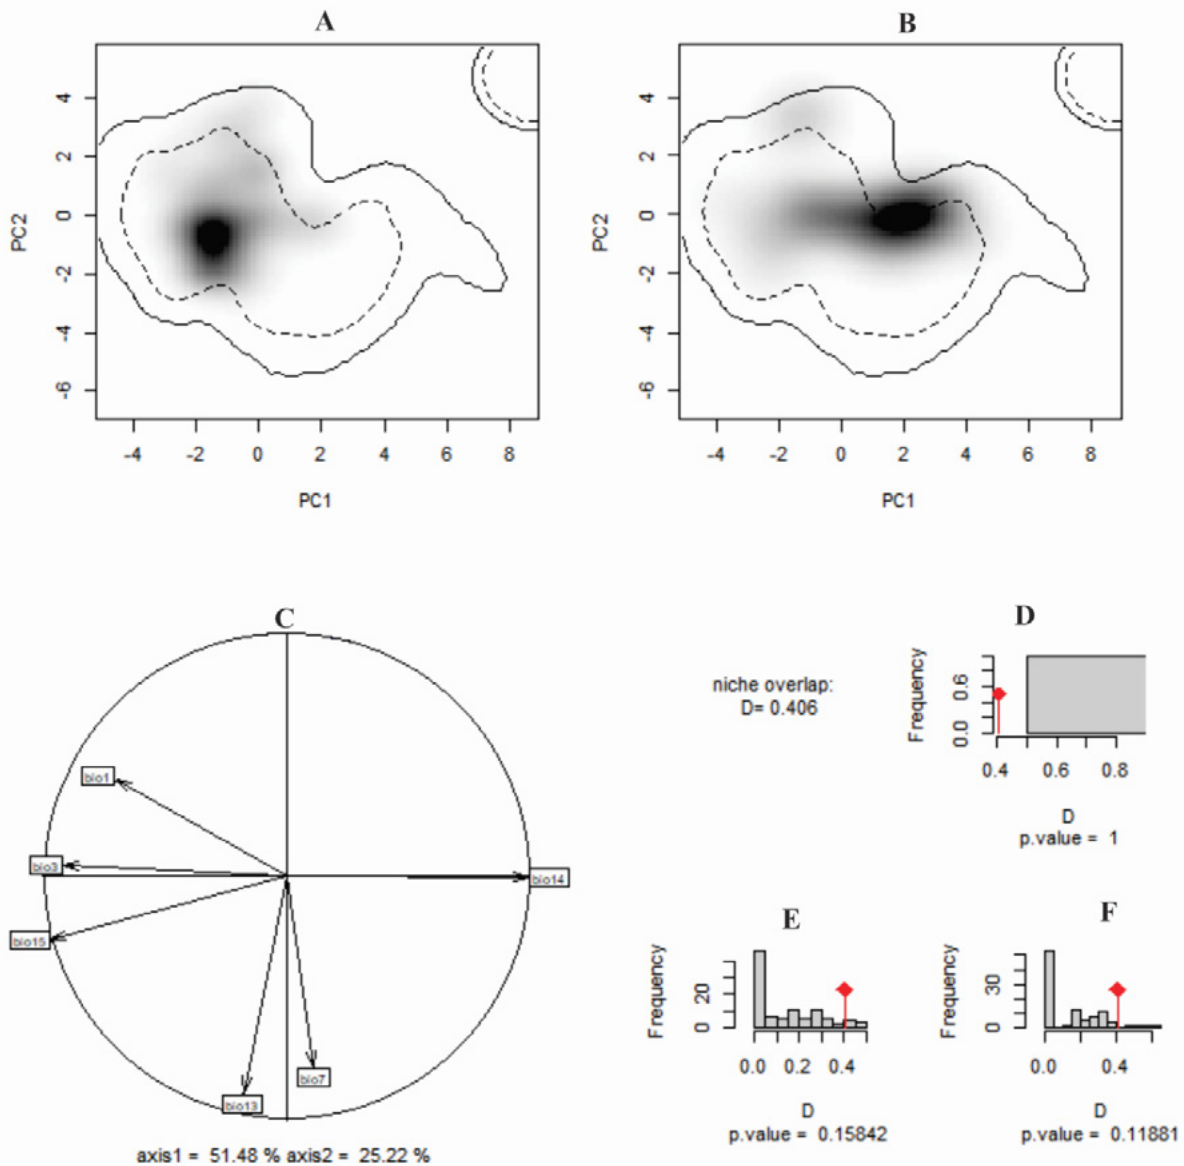 A
B
PC2
4
2
0
-2
-4
-6
-4 -2 0 2 4 6 8
PC1
PC2
4
2
0
-2
-4
-6
-4 -2 0 2 4 6 8
PC1
C
bio1
bio3
bio15
bio14
bio13
bio7
axis1 = 51.48 % axis2 = 25.22 %
niche overlap:
D= 0.406
D
Frequency
0.0 0.6
0.4 0.6 0.8
D
p.value = 1
E
Frequency
0 20
0.0 0.2 0.4
D
p.value = 0.15842
F
Frequency
0 30
0.0 0.4
D
p.value = 0.11881